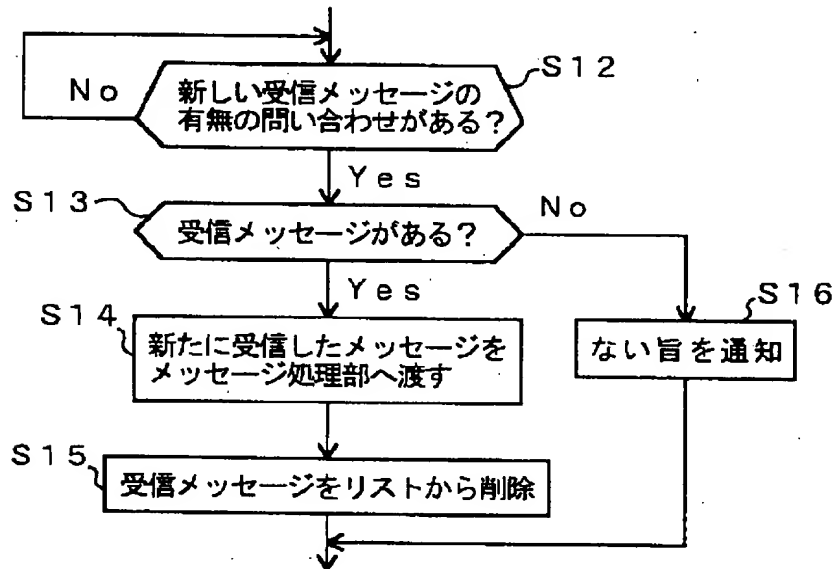 S12
No
新しい受信メッセージの
有無の問い合わせがある?
Yes
S13
No
受信メッセージがある?
Yes
S16
S14
ない旨を通知
新たに受信したメッセージを
メッセージ処理部へ渡す
S15
受信メッセージをリストから削除